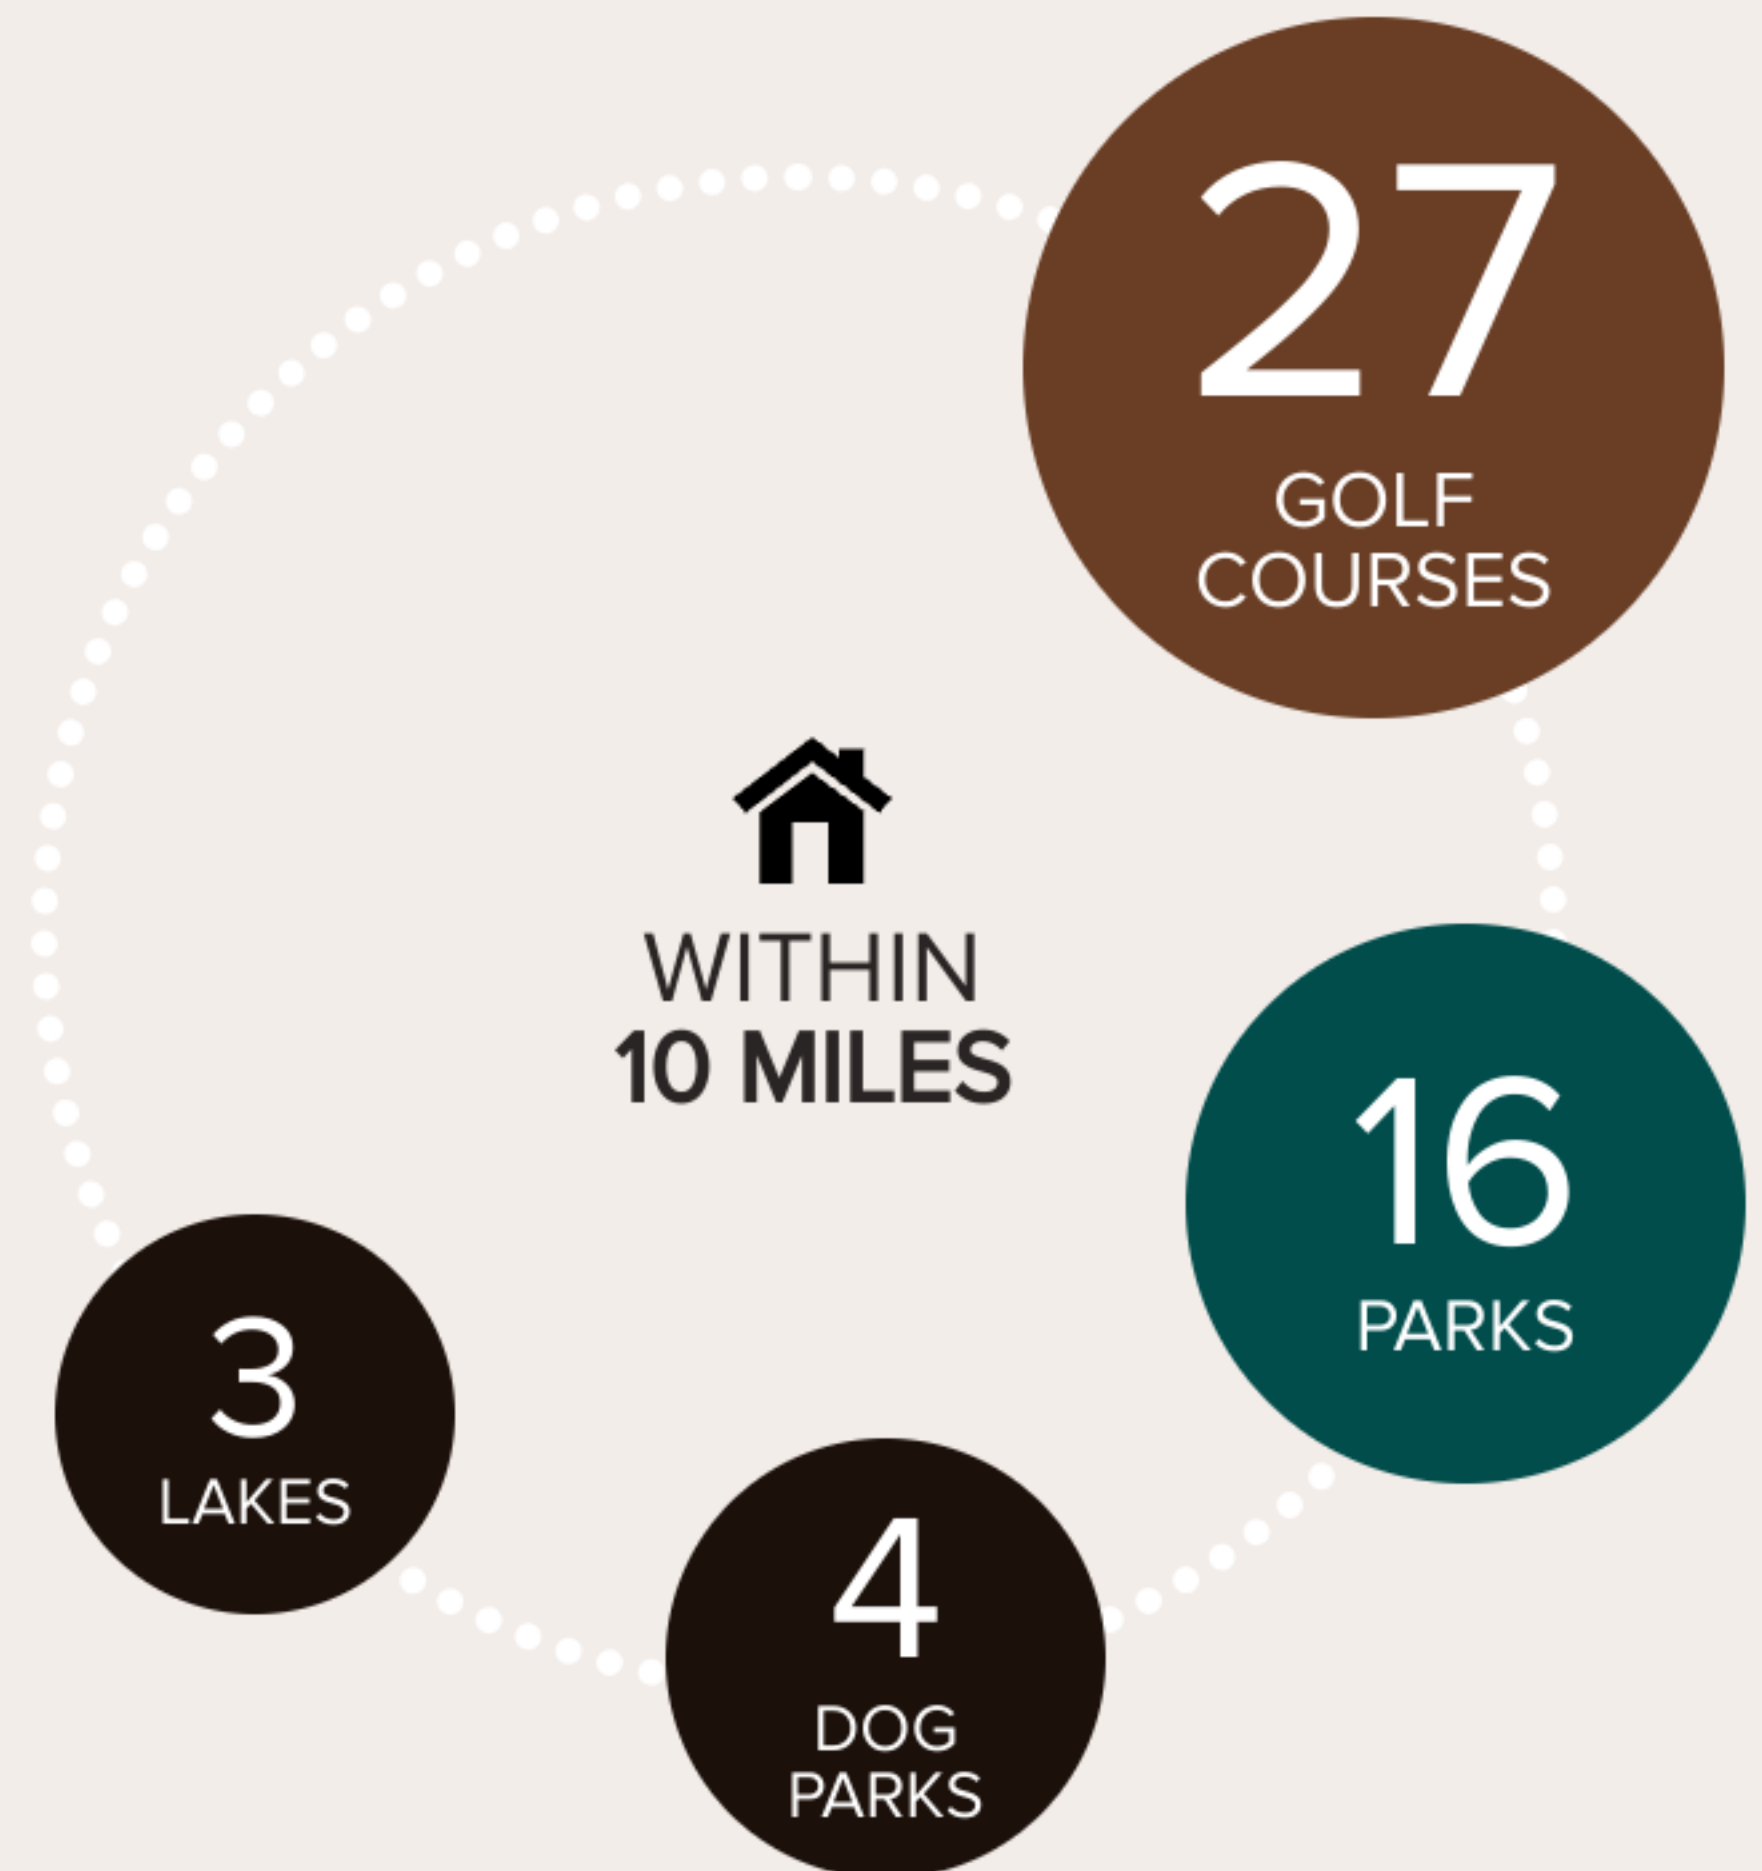 27
GOLF
COURSES
WITHIN
10 MILES
16
PARKS
3
LAKES
4
DOG
PARKS